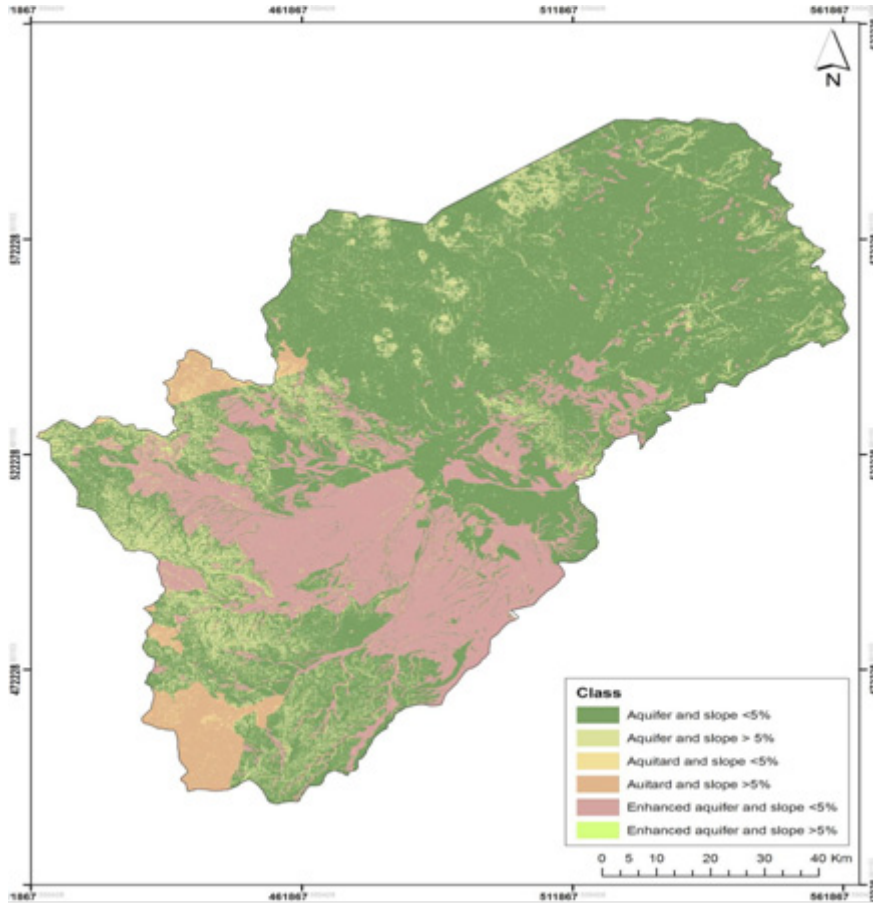 1867 461867 511867 561867
N
572228
522228
472228
Class
Aquifer and slope <5%
Aquifer and slope > 5%
Aquitard and slope <5%
Auitard and slope >5%
Enhanced aquifer and slope <5%
Enhanced aquifer and slope >5%
0 5 10 20 30 40 Km
1867 461867 511867 561867